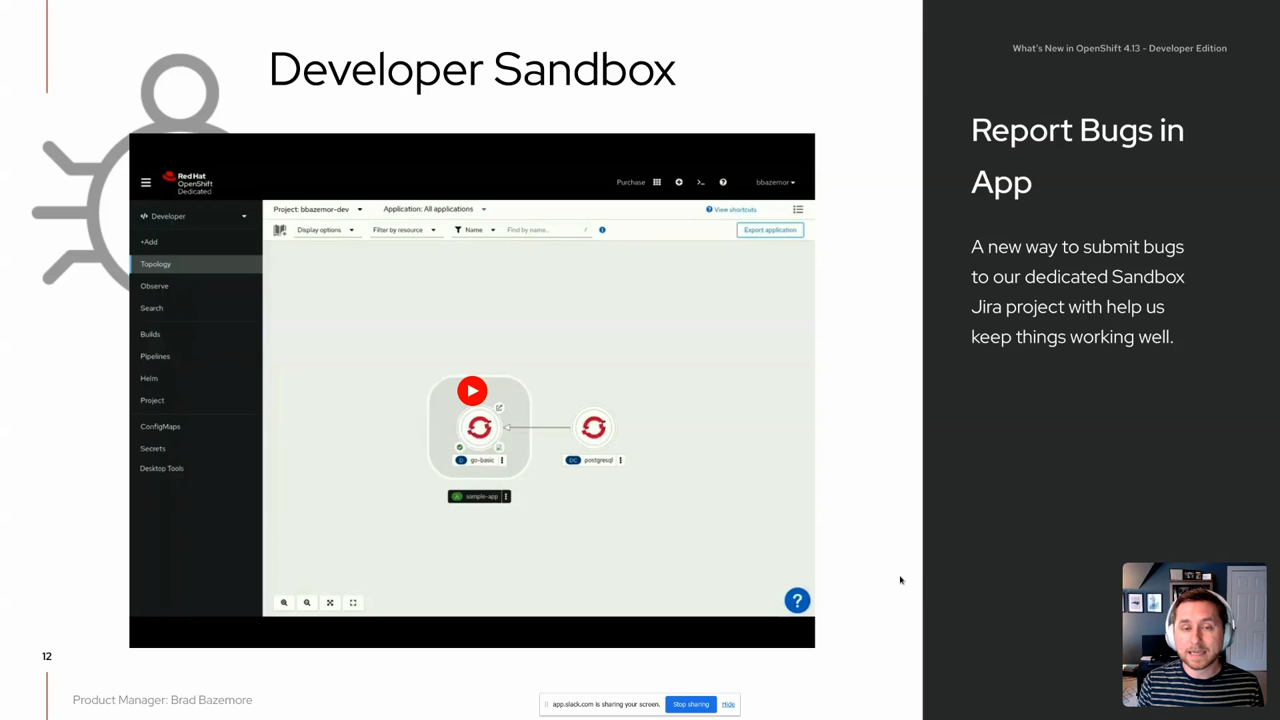 What's New in OpenShift 4.13 - Developer Edition
Developer Sandbox
Report Bugs in
App
A new way to submit bugs
to our dedicated Sandbox
Jira project with help us
keep things working well.
Red Hat
OpenShift
Dedicated
Purchase
bbazemor
Developer
+Add
Topology
Observe
Search
Builds
Pipelines
Helm
Project
ConfigMaps
Secrets
Desktop Tools
Project: bbazemor-dev
Application: All applications
View shortcuts
Display options
Filter by resource
Name
Find by name...
/
Export application
D go-basic
DC postgresql
A sample-app
?
12
Product Manager: Brad Bazemore
app.slack.com is sharing your screen.
Stop sharing
Hide